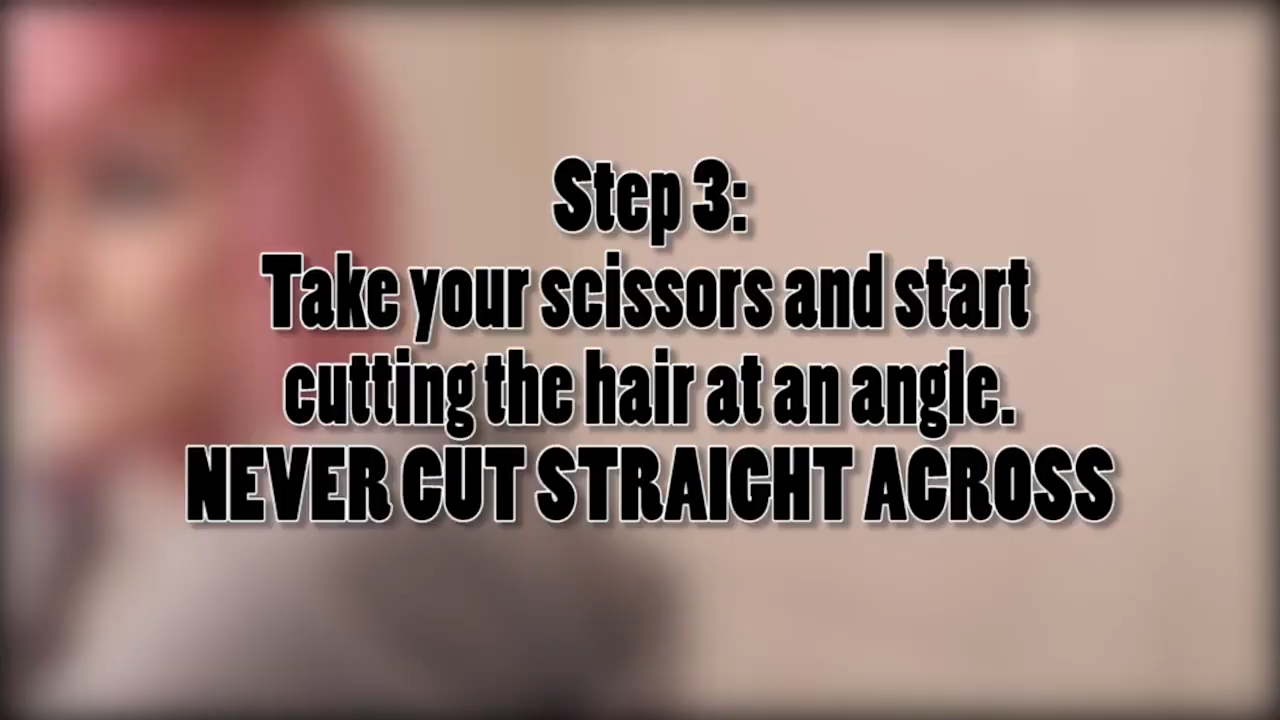 Step 3:
Take your scissors and start
cutting the hair at an angle.
NEVER CUT STRAIGHT ACROSS